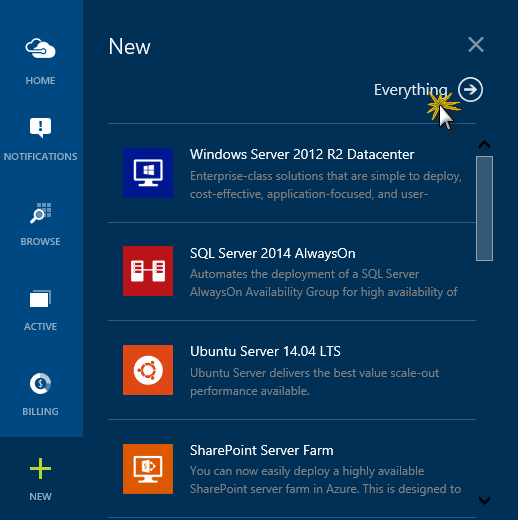 New
HOME
Everything
NOTIFICATIONS
Windows Server 2012 R2 Datacenter
Enterprise-class solutions that are simple to deploy,
cost-effective, application-focused, and user-
BROWSE
SQL Server 2014 AlwaysOn
Automates the deployment of a SQL Server
AlwaysOn Availability Group for high availability of
ACTIVE
Ubuntu Server 14.04 LTS
Ubuntu Server delivers the best value scale-out
performance available.
BILLING
SharePoint Server Farm
You can now easily deploy a highly available
SharePoint server farm in Azure. This is designed to
NEW